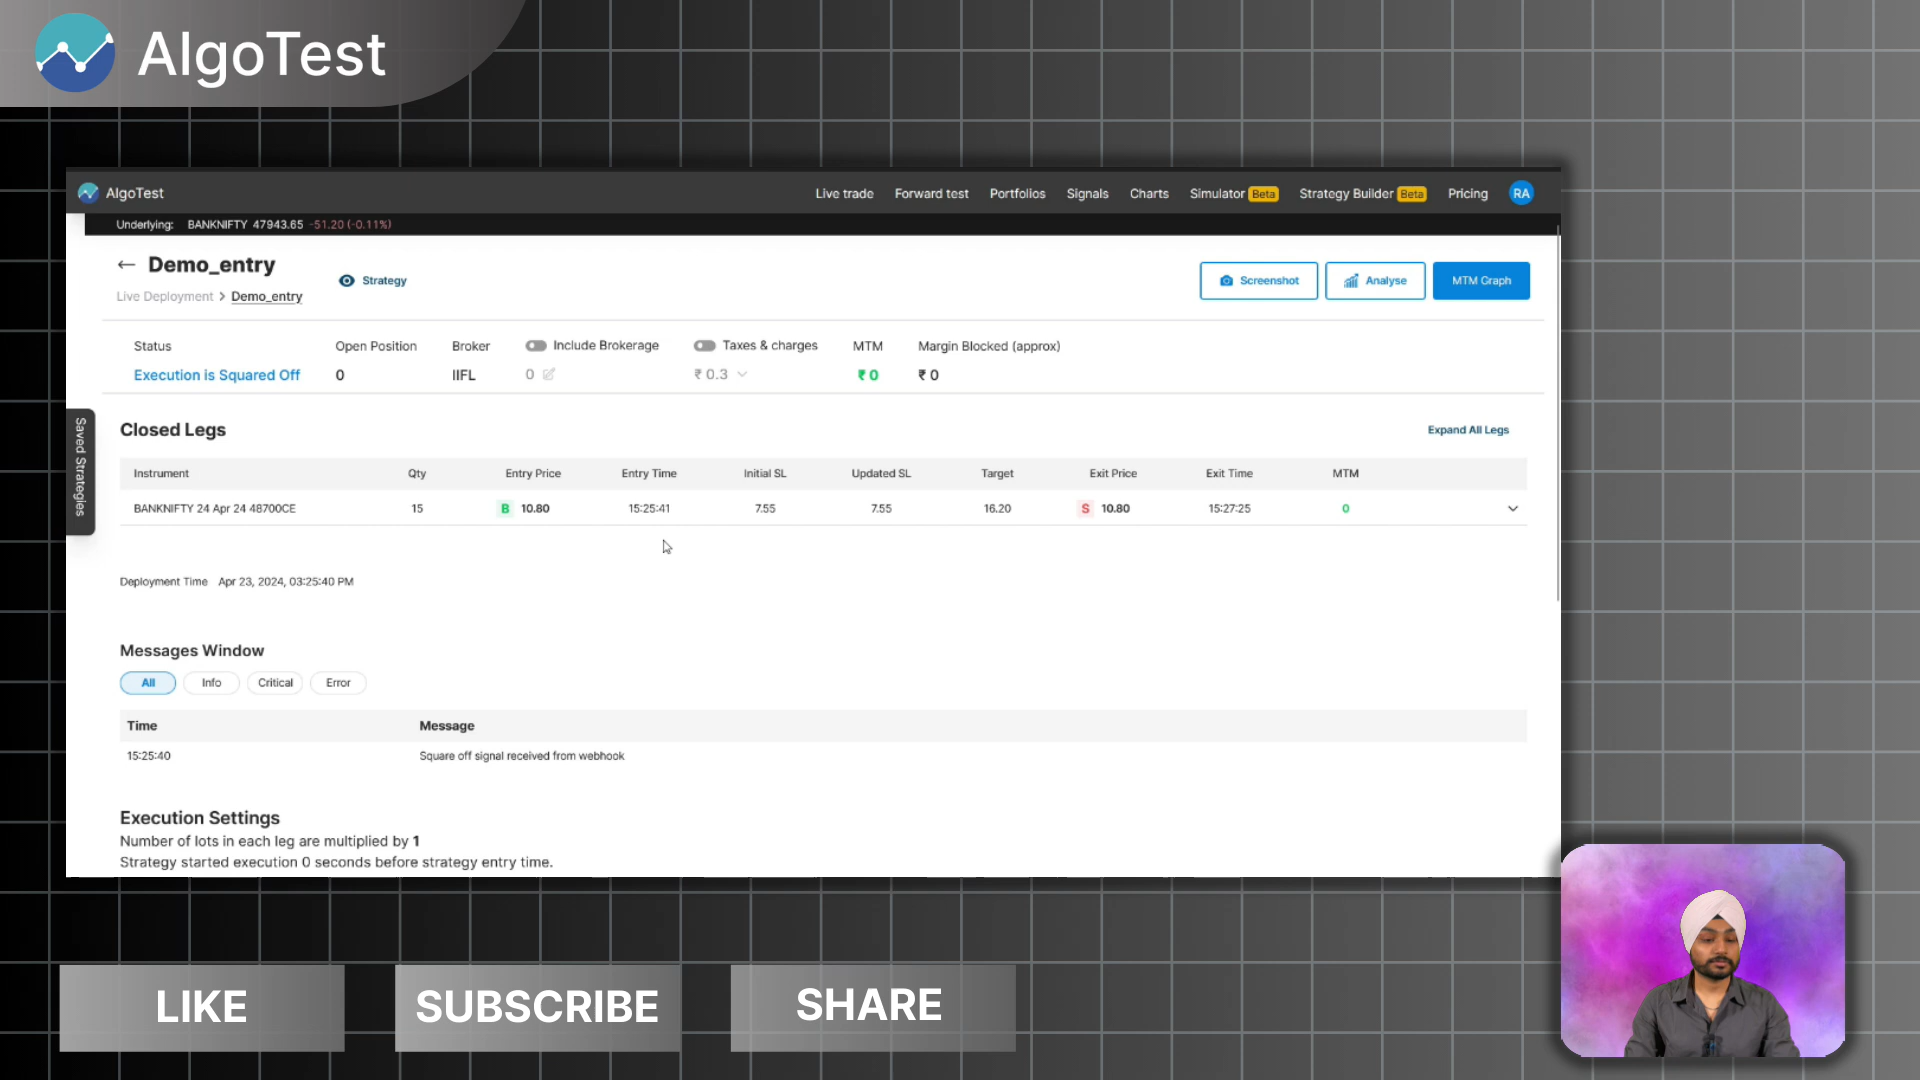 AlgoTest
AlgoTest
Live trade Forward test Portfolios Signals Charts Simulator Beta Strategy Builder Beta Pricing RA
Underlying: BANKNIFTY 47943.65 -51.20 (-0.11%)
← Demo_entry
Strategy
Live Deployment > Demo_entry
Screenshot Analyse MTM Graph
Status Open Position Broker Include Brokerage Taxes & charges MTM Margin Blocked (approx)
Execution is Squared Off 0 IIFL 0 ₹ 0.3 ₹ 0 ₹ 0
Saved Strategies
Closed Legs
Expand All Legs
Instrument Qty Entry Price Entry Time Initial SL Updated SL Target Exit Price Exit Time MTM
BANKNIFTY 24 Apr 24 48700CE 15 B 10.80 15:25:41 7.55 7.55 16.20 S 10.80 15:27:25 0
Deployment Time Apr 23, 2024, 03:25:40 PM
Messages Window
All Info Critical Error
Time Message
15:25:40 Square off signal received from webhook
Execution Settings
Number of lots in each leg are multiplied by 1
Strategy started execution 0 seconds before strategy entry time.
LIKE SUBSCRIBE SHARE